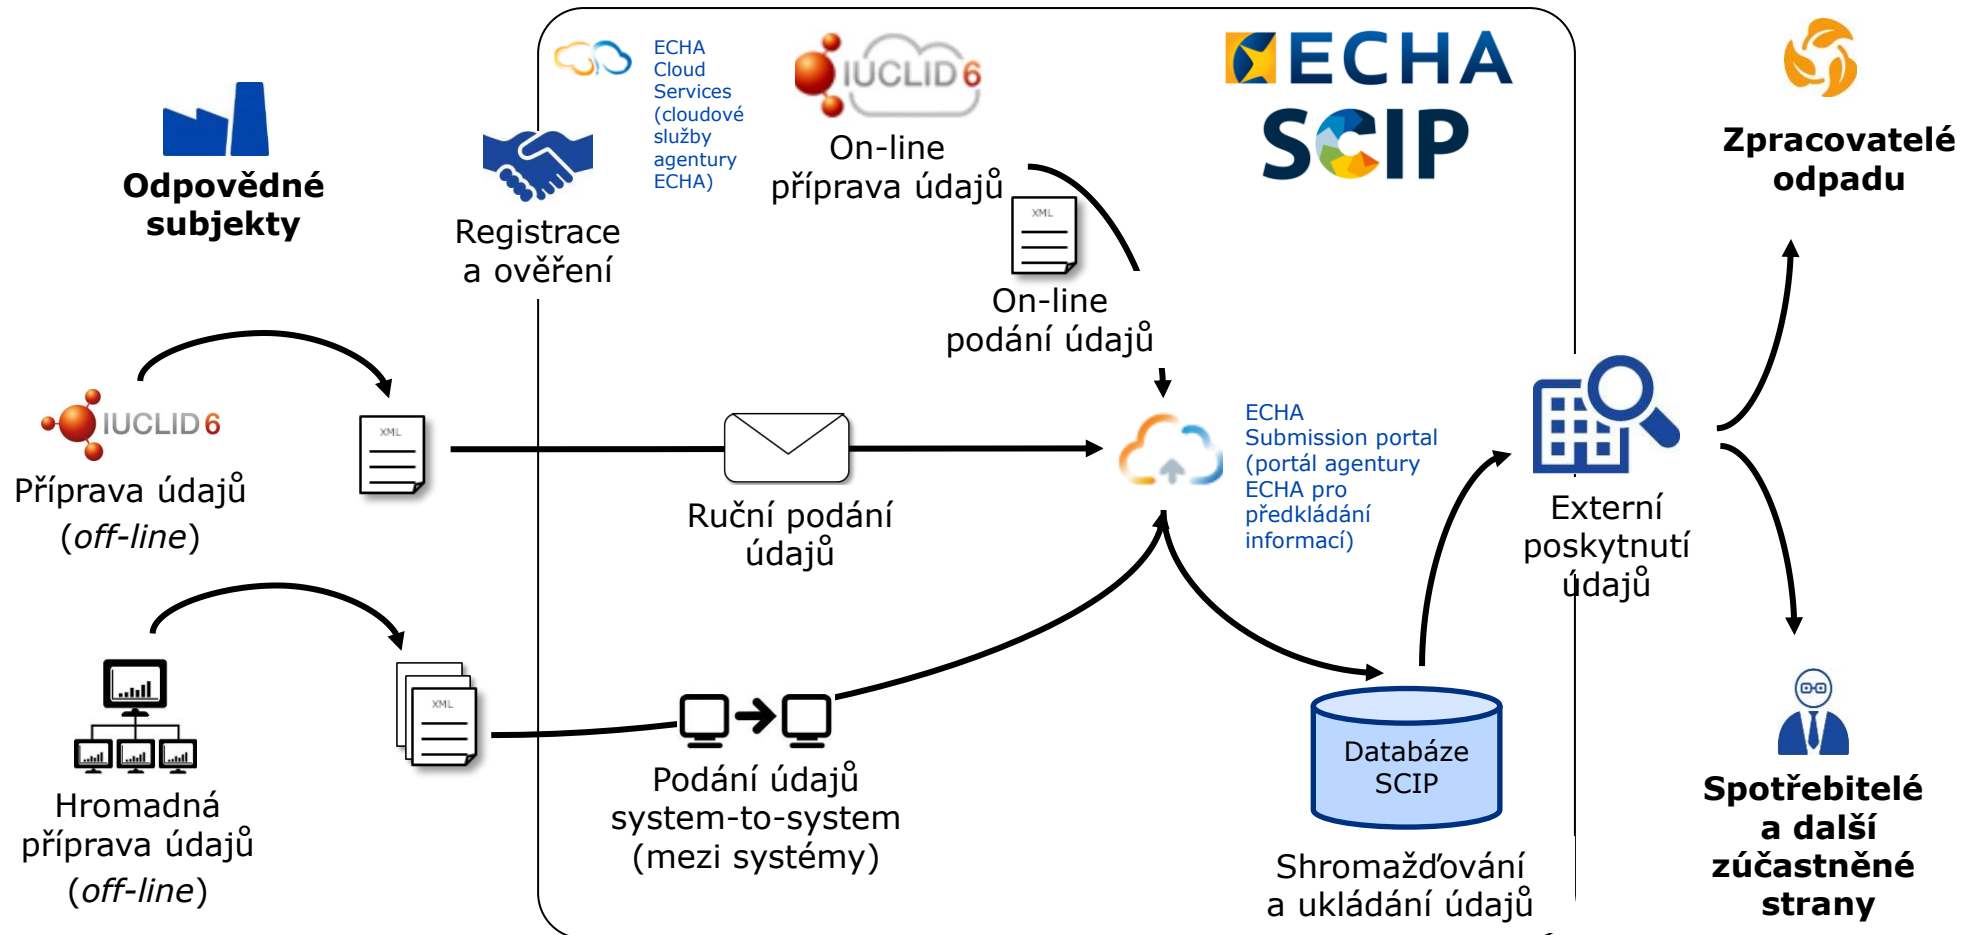 ECHA
Cloud
Services
(cloudové
služby
agentury
ECHA)
IUCLID 6
On-line
příprava údajů
ECHA
SCIP
Zpracovatelé
odpadu
Odpovědné
subjekty
Registrace
a ověření
XML
On-line
podání údajů
IUCLID 6
Příprava údajů
(off-line)
XML
Ruční podání
údajů
ECHA
Submission portal
(portál agentury
ECHA pro
předkládání
informací)
Externí
poskytnutí
údajů
Hromadná
příprava údajů
(off-line)
XML
Podání údajů
system-to-system
(mezi systémy)
Databáze
SCIP
Shromažďování
a ukládání údajů
Spotřebitelé
a další
zúčastněné
strany